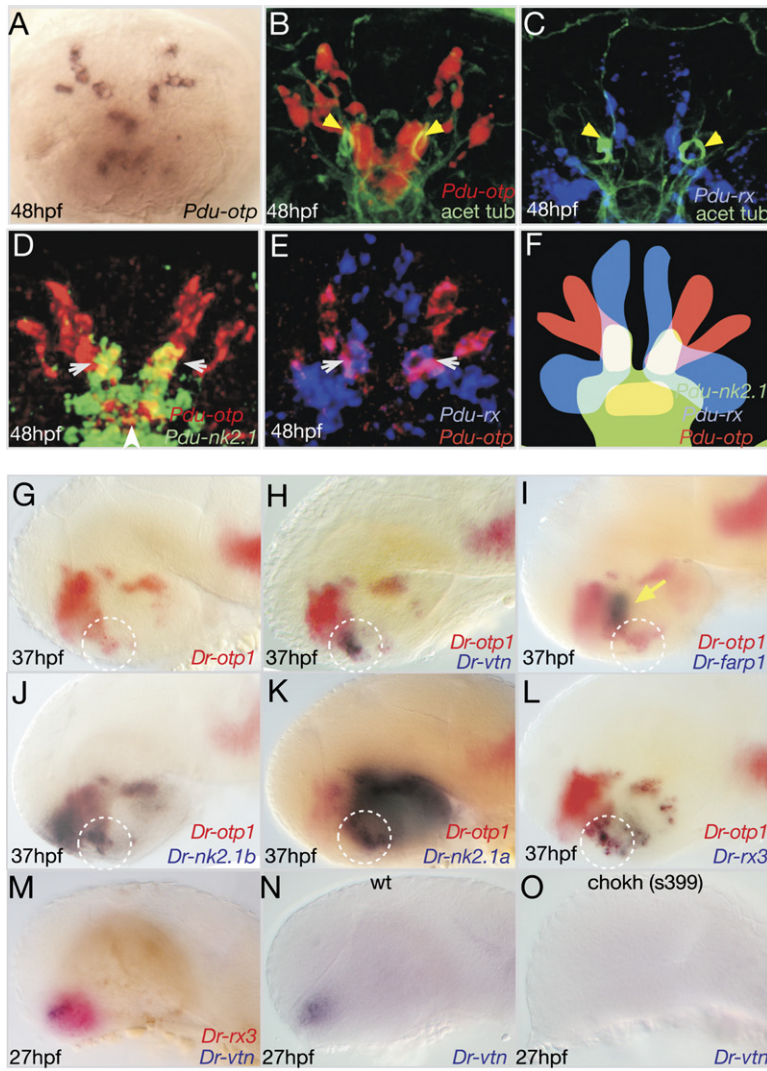 A
48hpf
Pdu-otp
B
48hpf
Pdu-otp
acet tub
C
48hpf
Pdu-rx
acet tub
D
48hpf
Pdu-otp
Pdu-nk2.1
E
48hpf
Pdu-rx
Pdu-otp
F
Pdu-nk2.1
Pdu-rx
Pdu-otp
G
37hpf
Dr-otp1
H
37hpf
Dr-otp1
Dr-vtn
I
37hpf
Dr-otp1
Dr-farp1
J
37hpf
Dr-otp1
Dr-nk2.1b
K
37hpf
Dr-otp1
Dr-nk2.1a
L
37hpf
Dr-otp1
Dr-rx3
M
27hpf
Dr-rx3
Dr-vtn
N
wt
27hpf
Dr-vtn
O
chokh (s399)
27hpf
Dr-vtn